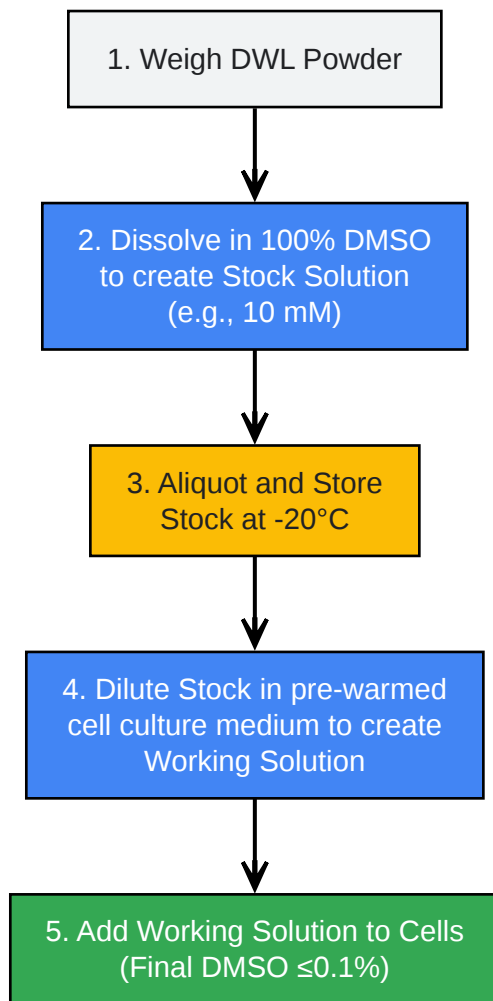 1. Weigh DWL Powder
2. Dissolve in 100% DMSO
to create Stock Solution
(e.g., 10 mM)
3. Aliquot and Store
Stock at -20°C
4. Dilute Stock in pre-warmed
cell culture medium to create
Working Solution
5. Add Working Solution to Cells
(Final DMSO ≤0.1%)